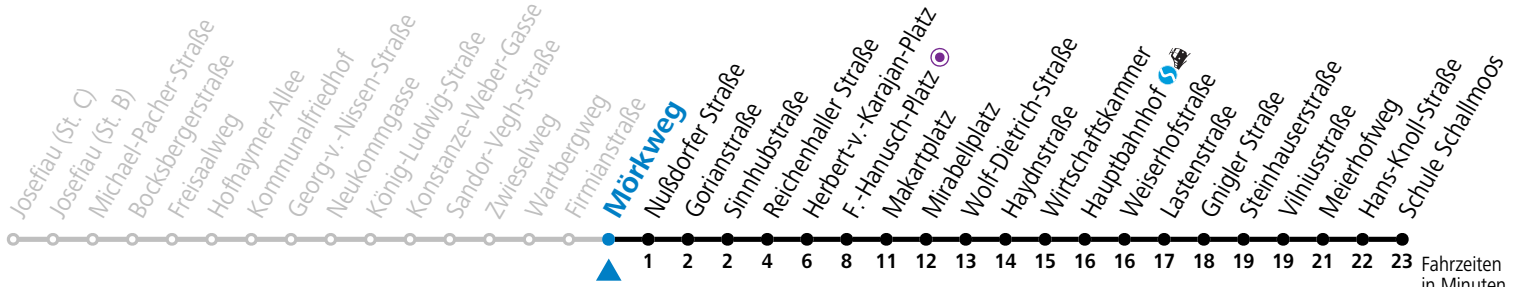 Josefiau (St. C)
Josefiau (St. B)
Michael-Pacher-Straße
Bocksbergerstraße
Freisaalweg
Hofhaymer-Allee
Kommunalfriedhof
Georg-v.-Nissen-Straße
Neukommgasse
König-Ludwig-Straße
Konstanze-Weber-Gasse
Sandor-Vegh-Straße
Zwieselweg
Wartbergweg
Firmianstraße
Mörkweg
Nußdorfer Straße
Gorianstraße
Sinnhubstraße
Reichenhaller Straße
Herbert-v.-Karajan-Platz
F.-Hanusch-Platz
Makartplatz
Mirabellplatz
Wolf-Dietrich-Straße
Haydnstraße
Wirtschaftskammer
Hauptbahnhof
Weiserhofstraße
Lastenstraße
Gnigler Straße
Steinhauserstraße
Vilniusstraße
Meierhofweg
Hans-Knoll-Straße
Schule Schallmoos
1 2 2 4 6 8 11 12 13 14 15 16 16 17 18 19 19 21 22 23 Fahrzeiten
in Minuten